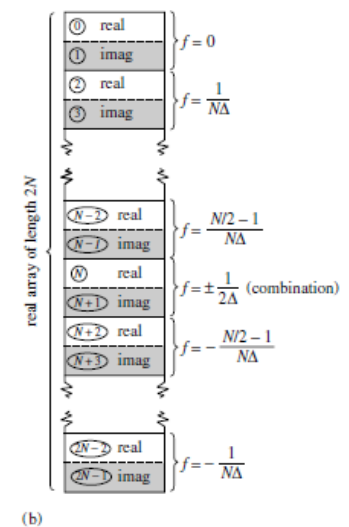 real array of length 2N
0 real
1 imag
f = 0
2 real
3 imag
f = 1/NΔ
N−2 real
N−1 imag
f = N/2 − 1/NΔ
N real
N+1 imag
f = ± 1/2Δ (combination)
N+2 real
N+3 imag
f = − N/2 − 1/NΔ
2N−2 real
2N−1 imag
f = − 1/NΔ
(b)